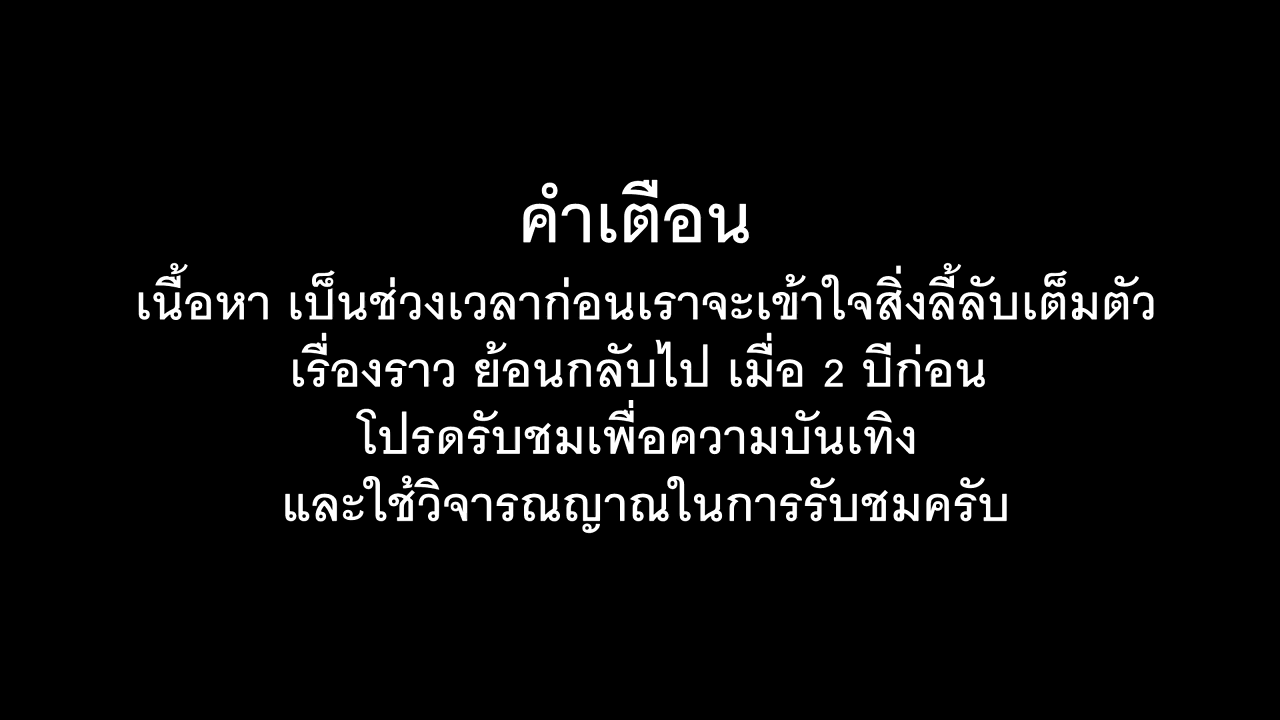 คำเตือน
เนื้อหา เป็นช่วงเวลาก่อนเราจะเข้าใจสิ่งลี้ลับเต็มตัว
เรื่องราว ย้อนกลับไป เมื่อ 2 ปีก่อน
โปรดรับชมเพื่อความบันเทิง
และใช้วิจารณญาณในการรับชมครับ